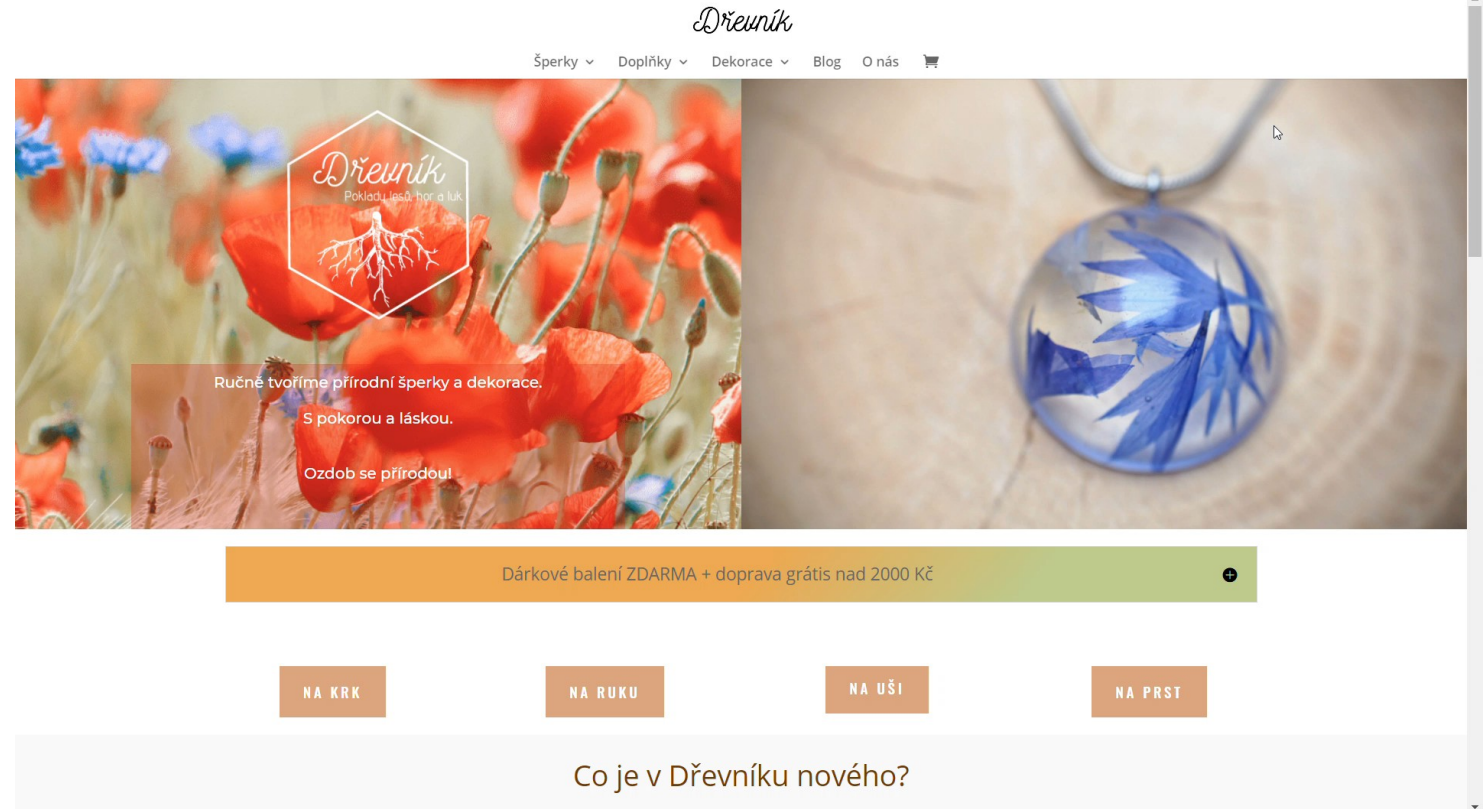 Dřevník
Šperky Doplňky Dekorace Blog O nás
Dřevník
Poklady lesů, hor a luk
Ručně tvoříme přírodní šperky a dekorace.
S pokorou a láskou.
Ozdob se přírodou!
Dárkové balení ZDARMA + doprava grátis nad 2000 Kč
NA KRK
NA RUKU
NA UŠI
NA PRST
Co je v Dřevníku nového?